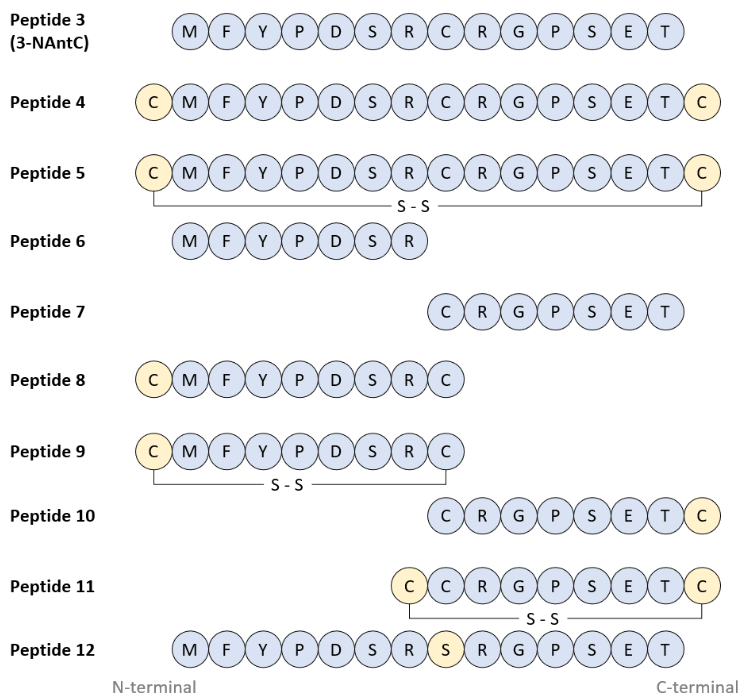 Peptide 3 M F Y P D S R C R G P S E T
(3-NAntC)
Peptide 4 C M F Y P D S R C R G P S E T C
Peptide 5 C M F Y P D S R C R G P S E T C
S - S
Peptide 6 M F Y P D S R
Peptide 7 C R G P S E T
Peptide 8 C M F Y P D S R C
Peptide 9 C M F Y P D S R C
S - S
Peptide 10 C R G P S E T C
Peptide 11 C C R G P S E T C
S - S
Peptide 12 M F Y P D S R S R G P S E T
N-terminal C-terminal